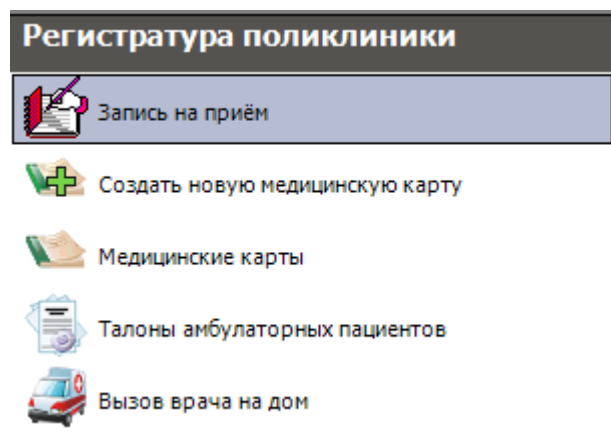 Регистратура поликлиники
Запись на приём
Создать новую медицинскую карту
Медицинские карты
Талоны амбулаторных пациентов
Вызов врача на дом